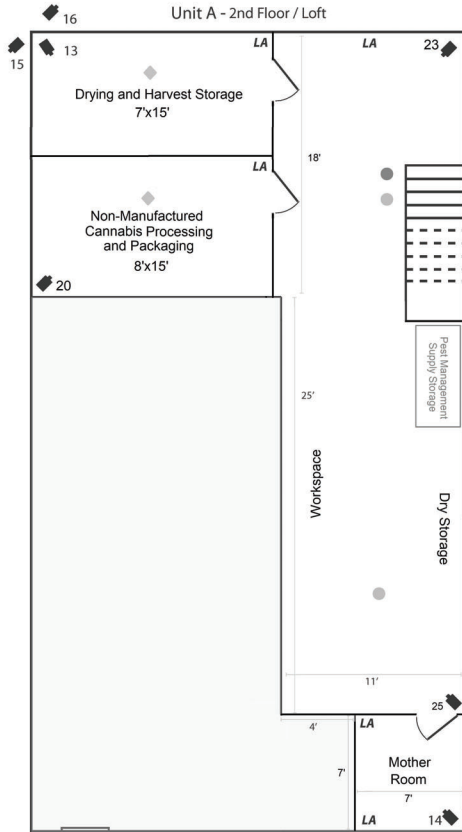 Unit A - 2nd Floor / Loft
16
15
13
LA
LA
23
Drying and Harvest Storage
7'x15'
18'
LA
Non-Manufactured
Cannabis Processing
and Packaging
8'x15'
20
Pest Management
Supply Storage
25'
Workspace
Dry Storage
11'
25
4'
LA
Mother
Room
7'
7'
LA
14